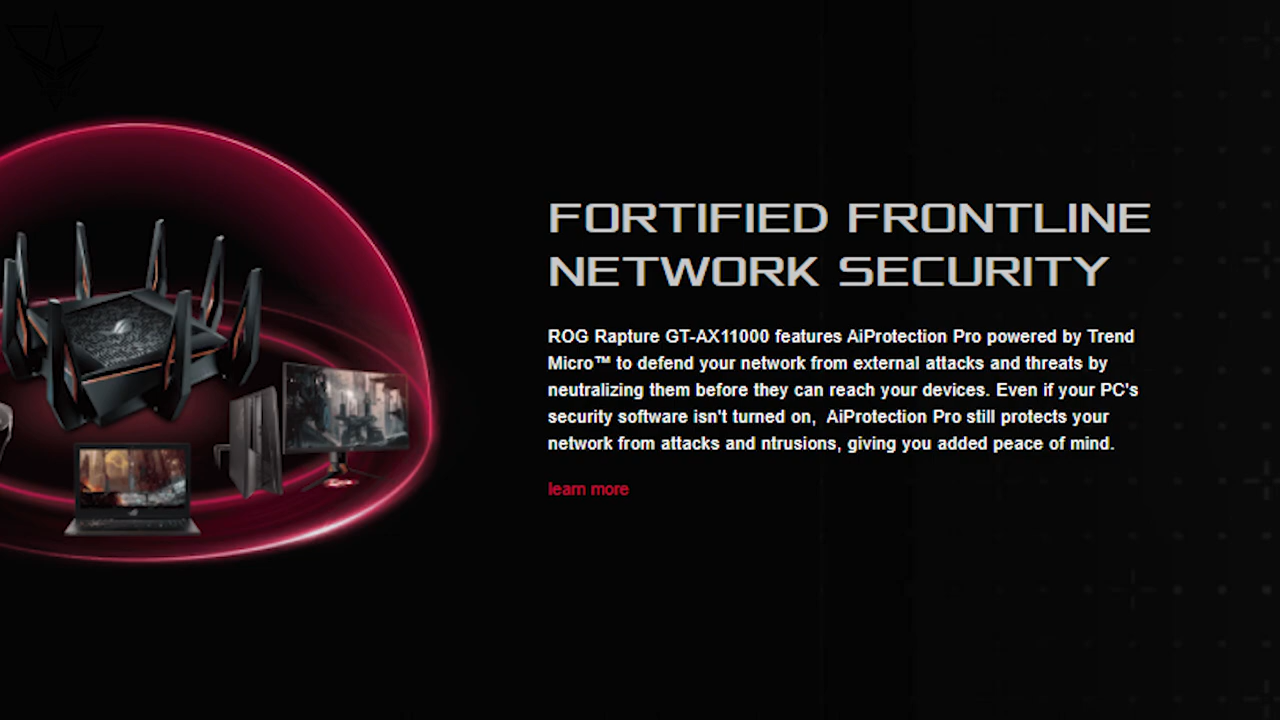 FORTIFIED FRONTLINE
NETWORK SECURITY
ROG Rapture GT-AX11000 features AiProtection Pro powered by Trend
Micro™ to defend your network from external attacks and threats by
neutralizing them before they can reach your devices. Even if your PC's
security software isn't turned on,  AiProtection Pro still protects your
network from attacks and ntrusions, giving you added peace of mind.
learn more